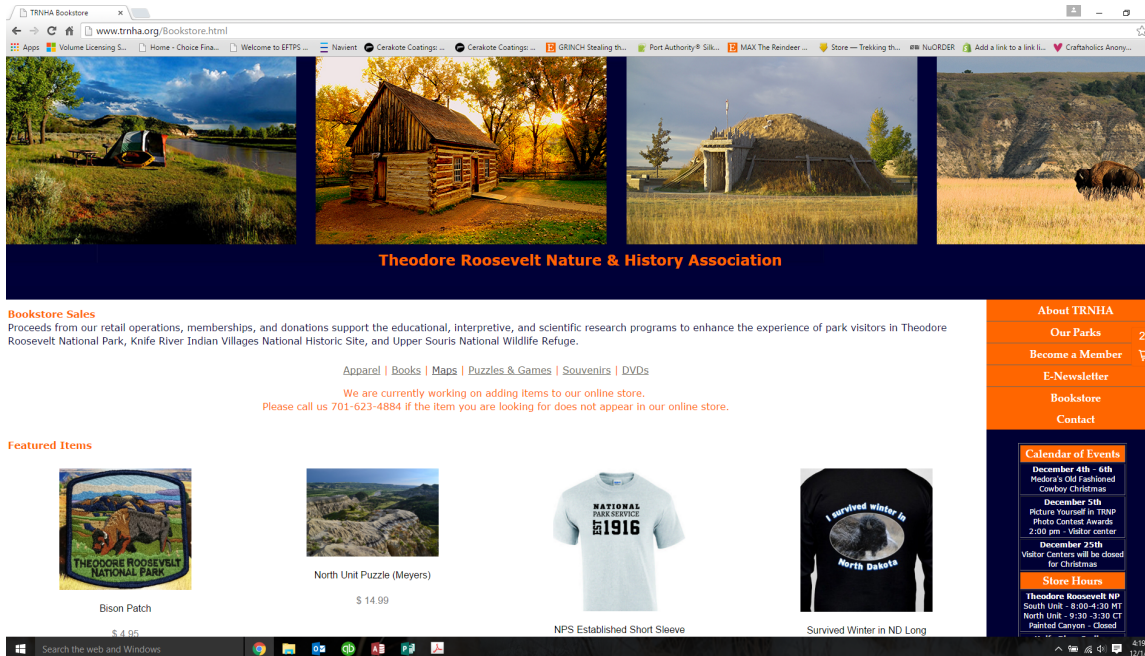 TRNHA Bookstore
www.trnha.org/Bookstore.html
Apps
Volume Licensing S...
Home - Choice Fina...
Welcome to EFTPS ...
Navient
Cerakote Coatings: ...
Cerakote Coatings: ...
GRINCH Stealing th...
Port Authority® Silk...
MAX The Reindeer ...
Store — Trekking th...
NuORDER
Add a link to a link li...
Craftaholics Anony...
Theodore Roosevelt Nature & History Association
Bookstore Sales
Proceeds from our retail operations, memberships, and donations support the educational, interpretive, and scientific research programs to enhance the experience of park visitors in Theodore
Roosevelt National Park, Knife River Indian Villages National Historic Site, and Upper Souris National Wildlife Refuge.
Apparel | Books | Maps | Puzzles & Games | Souvenirs | DVDs
We are currently working on adding items to our online store.
Please call us 701-623-4884 if the item you are looking for does not appear in our online store.
Featured Items
THEODORE ROOSEVELT
NATIONAL PARK
Bison Patch
$ 4.95
North Unit Puzzle (Meyers)
$ 14.99
NATIONAL
PARK SERVICE
EST 1916
NPS Established Short Sleeve
I survived winter in
North Dakota
Survived Winter in ND Long
About TRNHA
Our Parks
Become a Member
E-Newsletter
Bookstore
Contact
Calendar of Events
December 4th - 6th
Medora's Old Fashioned
Cowboy Christmas
December 5th
Picture Yourself in TRNP
Photo Contest Awards
2:00 pm - Visitor center
December 25th
Visitor Centers will be closed
for Christmas
Store Hours
Theodore Roosevelt NP
South Unit - 8:00-4:30 MT
North Unit - 9:30 -3:30 CT
Painted Canyon - Closed
Search the web and Windows
4:19